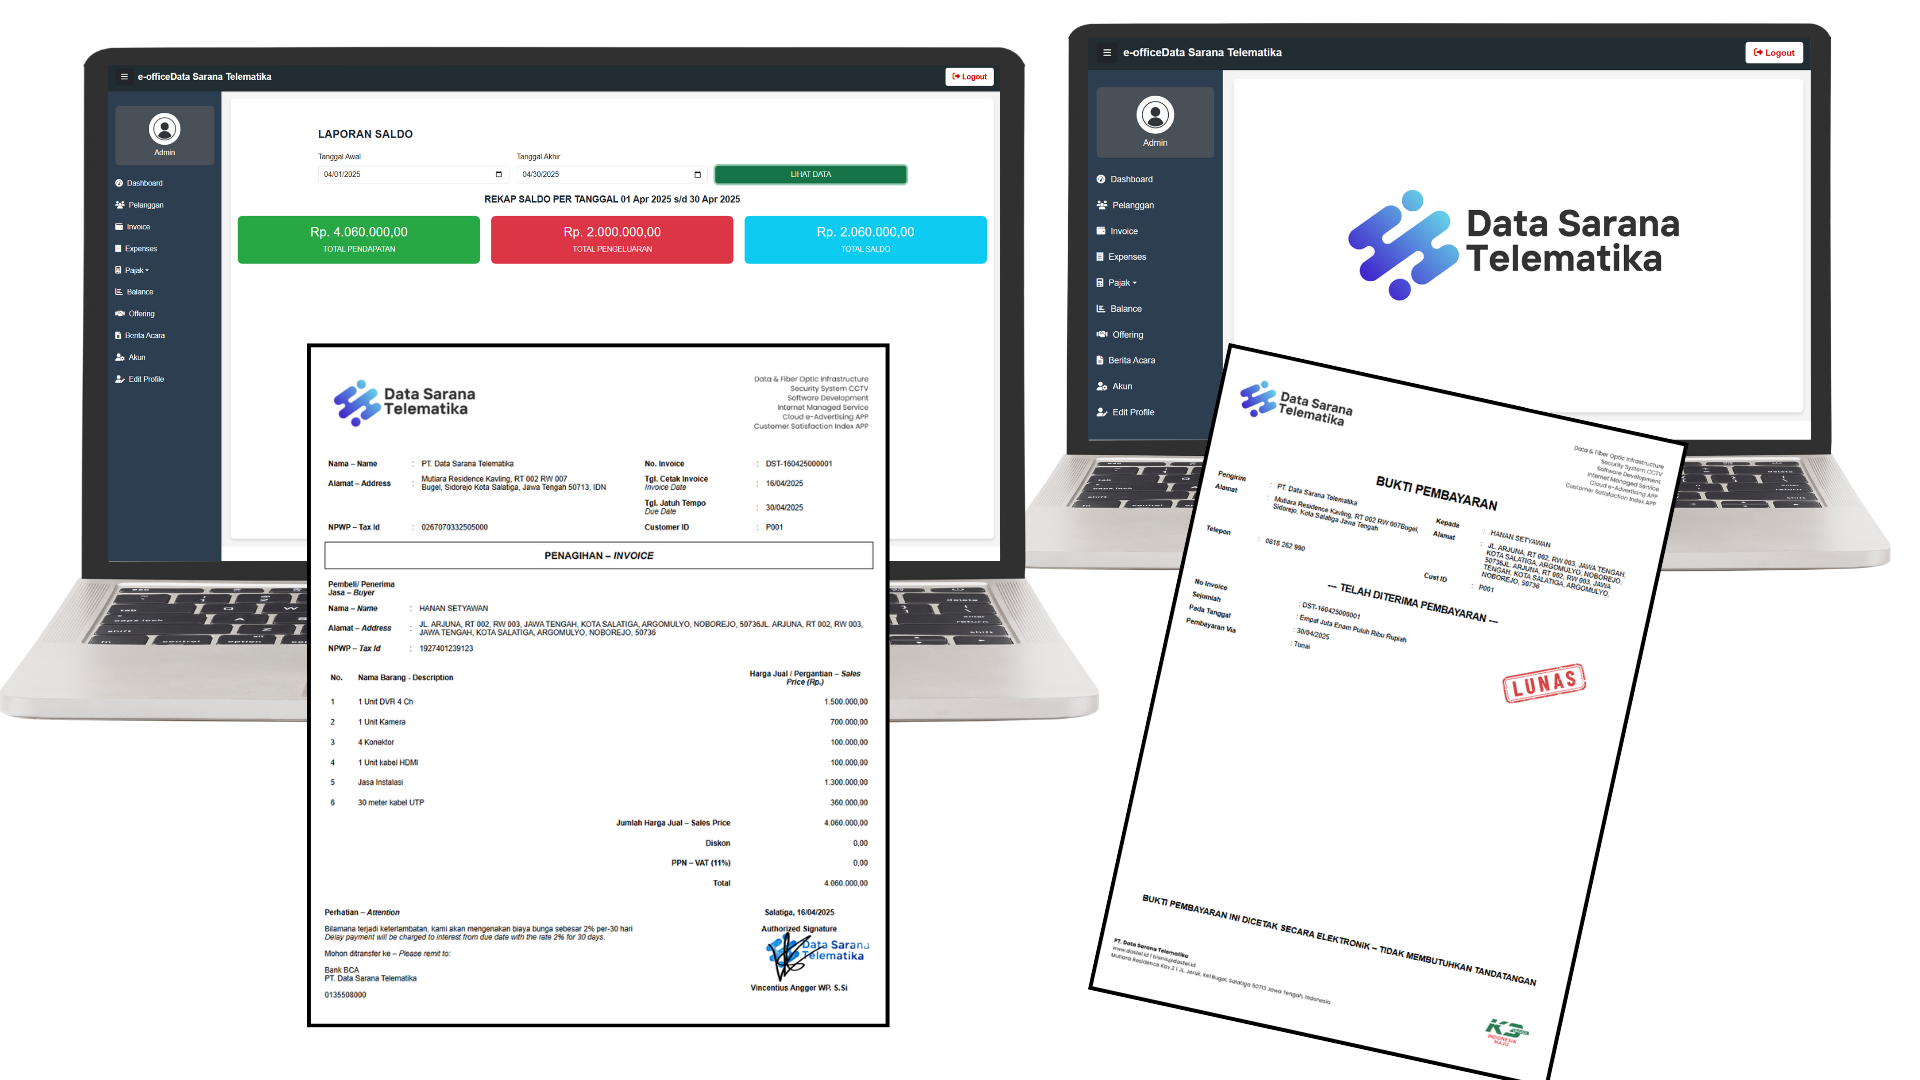 e-officeData Sarana Telematika
Logout
Admin
Dashboard
Pelanggan
Invoice
Expenses
Pajak
Balance
Offering
Berita Acara
Akun
Edit Profile
LAPORAN SALDO
Tanggal Awal
Tanggal Akhir
04/01/2025
04/30/2025
LIHAT DATA
REKAP SALDO PER TANGGAL 01 Apr 2025 s/d 30 Apr 2025
Rp. 4.060.000,00
TOTAL PENDAPATAN
Rp. 2.000.000,00
TOTAL PENGELUARAN
Rp. 2.060.000,00
TOTAL SALDO
e-officeData Sarana Telematika
Logout
Admin
Dashboard
Pelanggan
Invoice
Expenses
Pajak
Balance
Offering
Berita Acara
Akun
Edit Profile
Data Sarana
Telematika
Data Sarana
Telematika
Data & Fiber Optic Infrastructure
Security System CCTV
Software Development
Internet Managed Service
Cloud e-Advertising APP
Customer Satisfaction Index APP
Nama – Name : PT. Data Sarana Telematika
Alamat – Address : Mutiara Residence Kavling, RT 002 RW 007
Bugel, Sidorejo Kota Salatiga, Jawa Tengah 50713, IDN
NPWP – Tax Id : 0267070332505000
No. Invoice : DST-160425000001
Tgl. Cetak Invoice : 16/04/2025
Invoice Date
Tgl. Jatuh Tempo : 30/04/2025
Due Date
Customer ID : P001
PENAGIHAN – INVOICE
Pembeli/ Penerima
Jasa – Buyer
Nama – Name : HANAN SETYAWAN
Alamat – Address : JL. ARJUNA, RT 002, RW 003, JAWA TENGAH, KOTA SALATIGA, ARGOMULYO, NOBOREJO, 50736JL. ARJUNA, RT 002, RW 003,
JAWA TENGAH, KOTA SALATIGA, ARGOMULYO, NOBOREJO, 50736
NPWP – Tax Id : 1927401239123
No. Nama Barang - Description Harga Jual / Pergantian – Sales
Price (Rp.)
1 1 Unit DVR 4 Ch 1.500.000,00
2 1 Unit Kamera 700.000,00
3 4 Konektor 100.000,00
4 1 Unit kabel HDMI 100.000,00
5 Jasa Instalasi 1.300.000,00
6 30 meter kabel UTP 360.000,00
Jumlah Harga Jual – Sales Price 4.060.000,00
Diskon 0,00
PPN – VAT (11%) 0,00
Total 4.060.000,00
Perhatian – Attention
Bilamana terjadi keterlambatan, kami akan mengenakan biaya bunga sebesar 2% per-30 hari
Delay payment will be charged to interest from due date with the rate 2% for 30 days.
Mohon ditransfer ke – Please remit to:
Bank BCA
PT. Data Sarana Telematika
0135508000
Salatiga, 16/04/2025
Authorized Signature
Data Sarana
Telematika
Vincentius Angger WP. S.Si
Data Sarana
Telematika
Data & Fiber Optic Infrastructure
Security System CCTV
Software Development
Internet Managed Service
Cloud e-Advertising APP
Customer Satisfaction Index APP
BUKTI PEMBAYARAN
Pengirim : PT. Data Sarana Telematika
Alamat : Mutiara Residence Kavling, RT 002 RW 007Bugel,
Sidorejo, Kota Salatiga Jawa Tengah
Telepon : 0818 262 990
Kepada : HANAN SETYAWAN
Alamat : JL. ARJUNA, RT 002, RW 003, JAWA TENGAH,
KOTA SALATIGA, ARGOMULYO, NOBOREJO,
50736JL. ARJUNA, RT 002, RW 003, JAWA
TENGAH, KOTA SALATIGA, ARGOMULYO,
NOBOREJO, 50736
Cust ID : P001
--- TELAH DITERIMA PEMBAYARAN ---
No Invoice : DST-160425000001
Sejumlah : Empat Juta Enam Puluh Ribu Rupiah
Pada Tanggal : 30/04/2025
Pembayaran Via : Tunai
LUNAS
BUKTI PEMBAYARAN INI DICETAK SECARA ELEKTRONIK – TIDAK MEMBUTUHKAN TANDATANGAN
PT. Data Sarana Telematika
Mutiara Residence Kav.2 | JL. Jeruk, Kel.Bugel, Salatiga 50713 Jawa Tengah, Indonesia
INDONESIA
MAJU